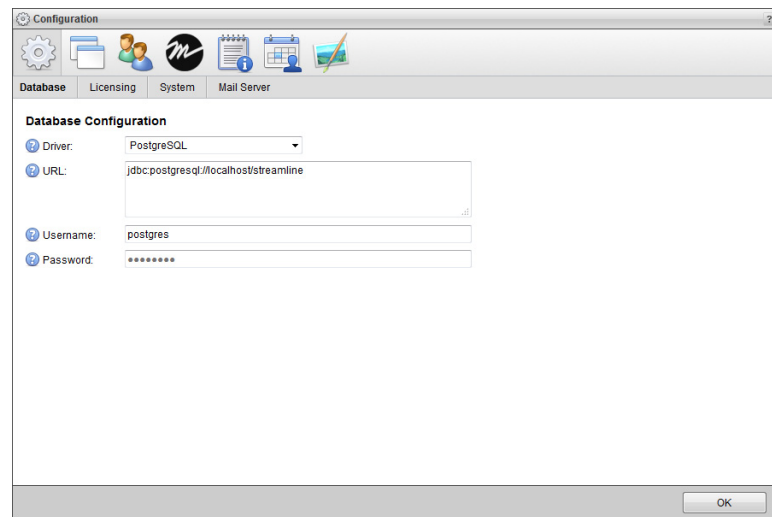 Configuration
?
Database Licensing System Mail Server
Database Configuration
? Driver: PostgreSQL
? URL: jdbc:postgresql://localhost/streamline
? Username: postgres
? Password: ••••••••
OK